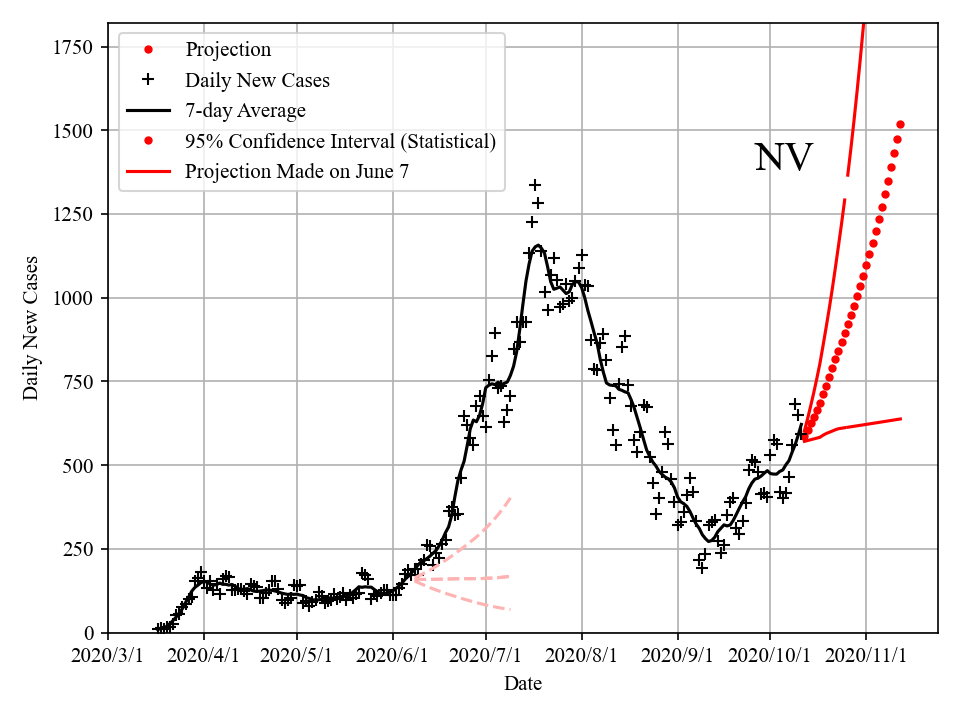 Projection
Daily New Cases
7-day Average
95% Confidence Interval (Statistical)
Projection Made on June 7
NV
1750
1500
1250
1000
750
500
250
0
Daily New Cases
2020/3/1 2020/4/1 2020/5/1 2020/6/1 2020/7/1 2020/8/1 2020/9/1 2020/10/1 2020/11/1
Date